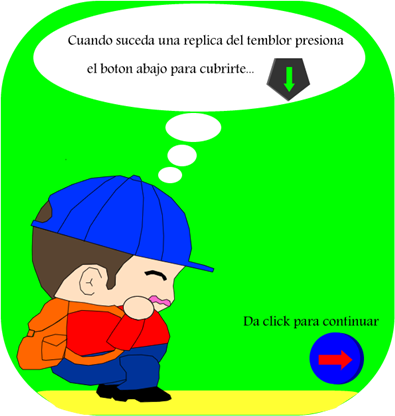 Cuando suceda una replica del temblor presiona
el boton abajo para cubrirte...
Da click para continuar